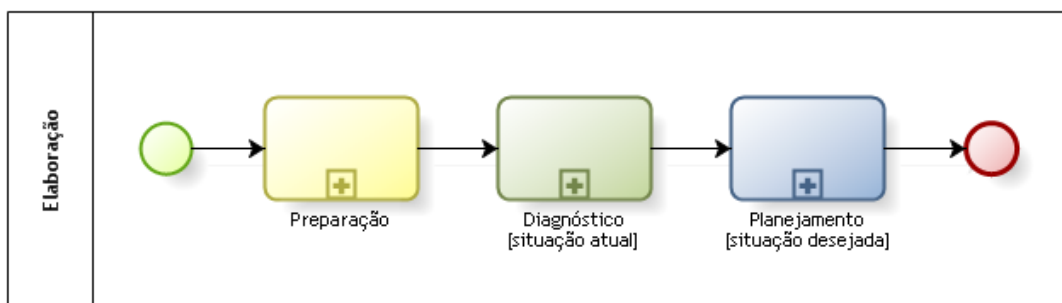 Elaboração
Preparação
Diagnóstico
[situação atual]
Planejamento
[situação desejada]